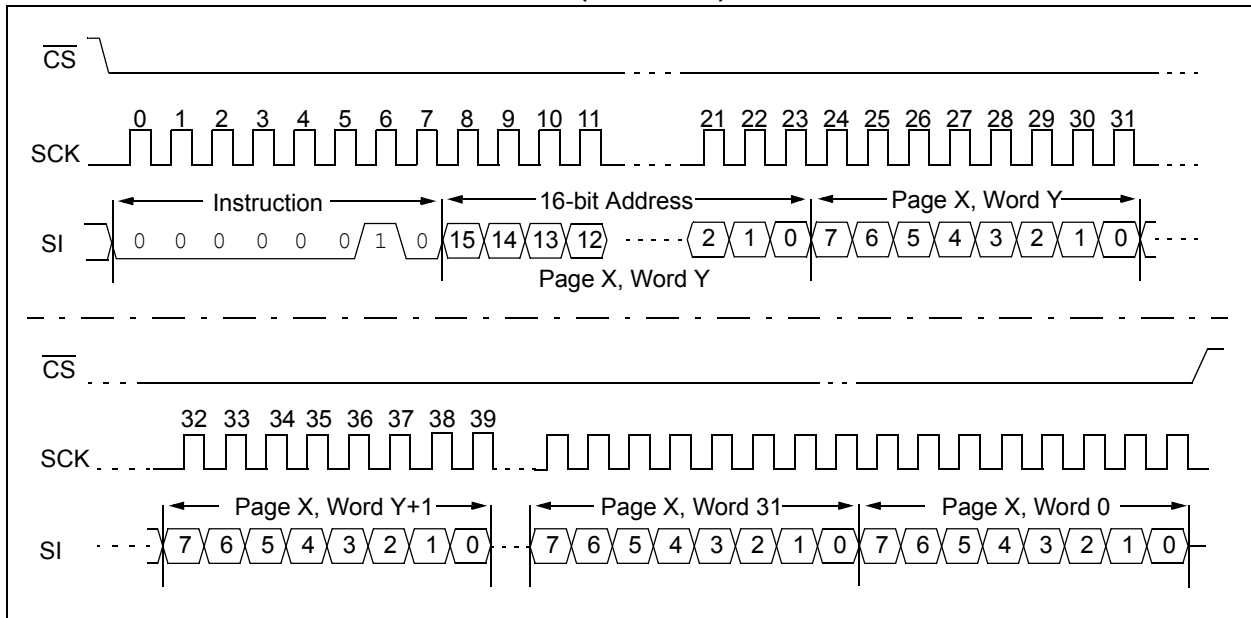 CS
0 1 2 3 4 5 6 7 8 9 10 11 21 22 23 24 25 26 27 28 29 30 31
SCK
Instruction 16-bit Address Page X, Word Y
SI 0 0 0 0 0 0 1 0 15 14 13 12 2 1 0 7 6 5 4 3 2 1 0
Page X, Word Y
CS
32 33 34 35 36 37 38 39
SCK
Page X, Word Y+1 Page X, Word 31 Page X, Word 0
SI 7 6 5 4 3 2 1 0 7 6 5 4 3 2 1 0 7 6 5 4 3 2 1 0